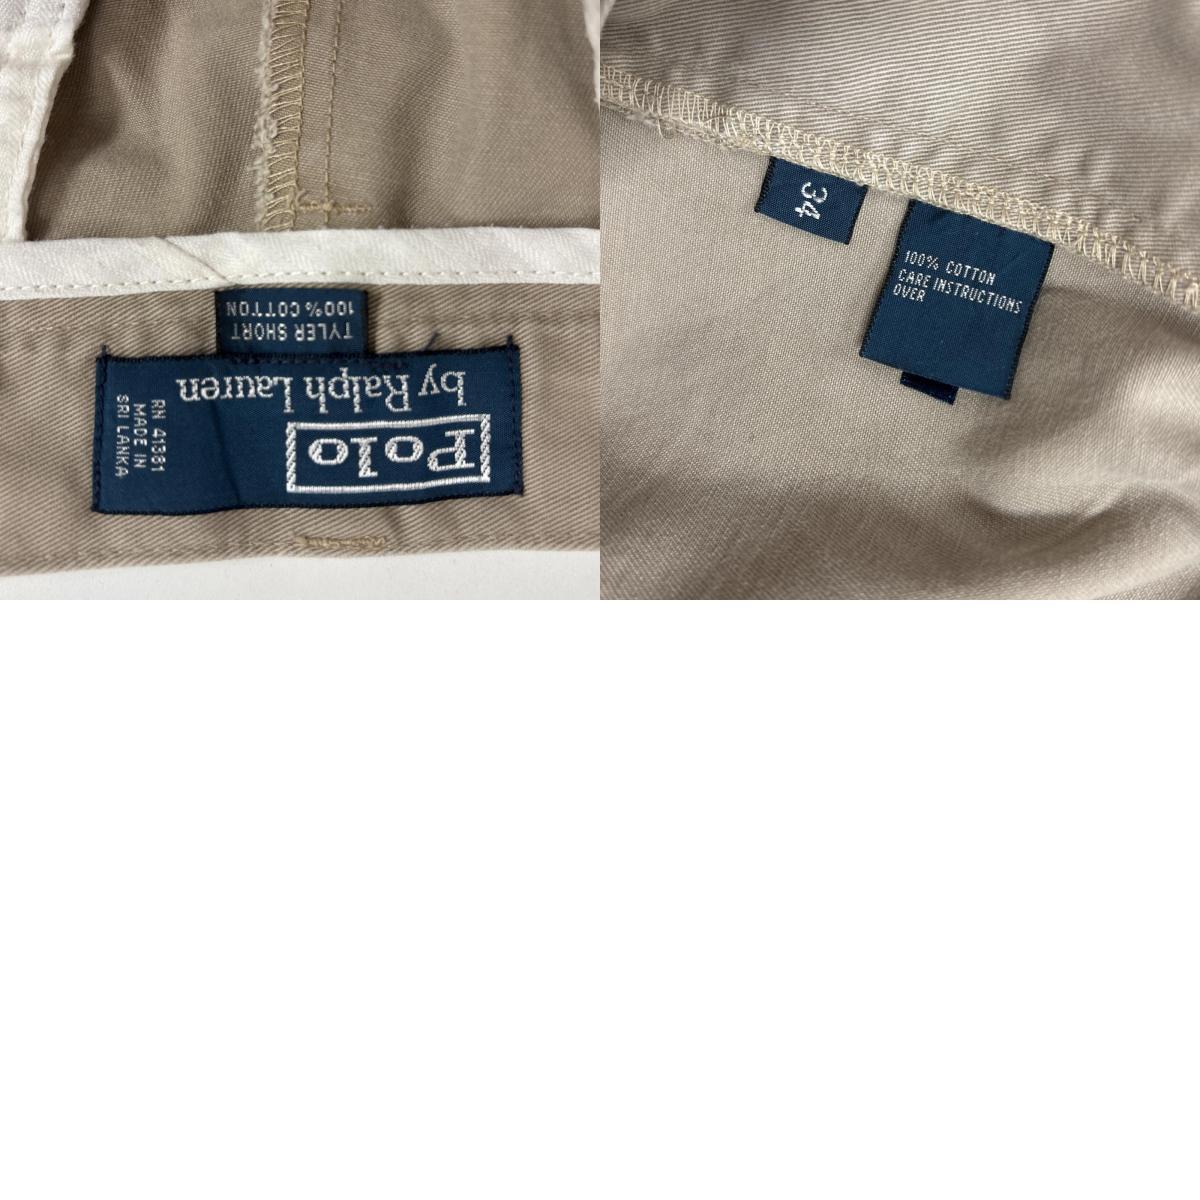 Polo
by Ralph Lauren
RN 41381
MADE IN
SRI LANKA
TYLER SHORT
100% COTTON
34
100% COTTON
CARE INSTRUCTIONS
OVER